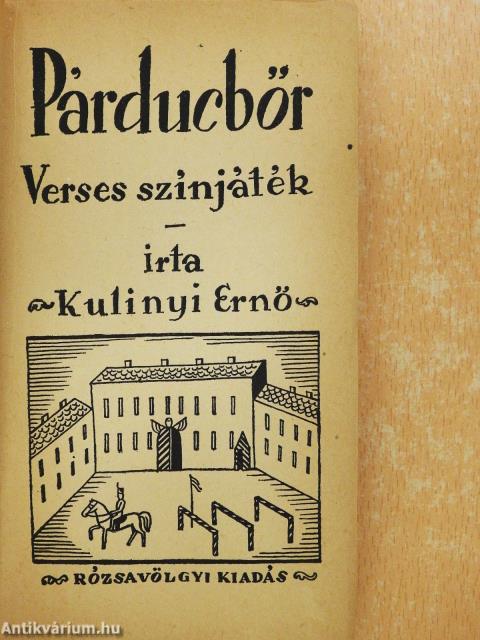 Párducbőr
Verses szinjáték
—
irta
Kulinyi Ernő
RÓZSAVÖLGYI KIADÁS
Antikvárium.hu